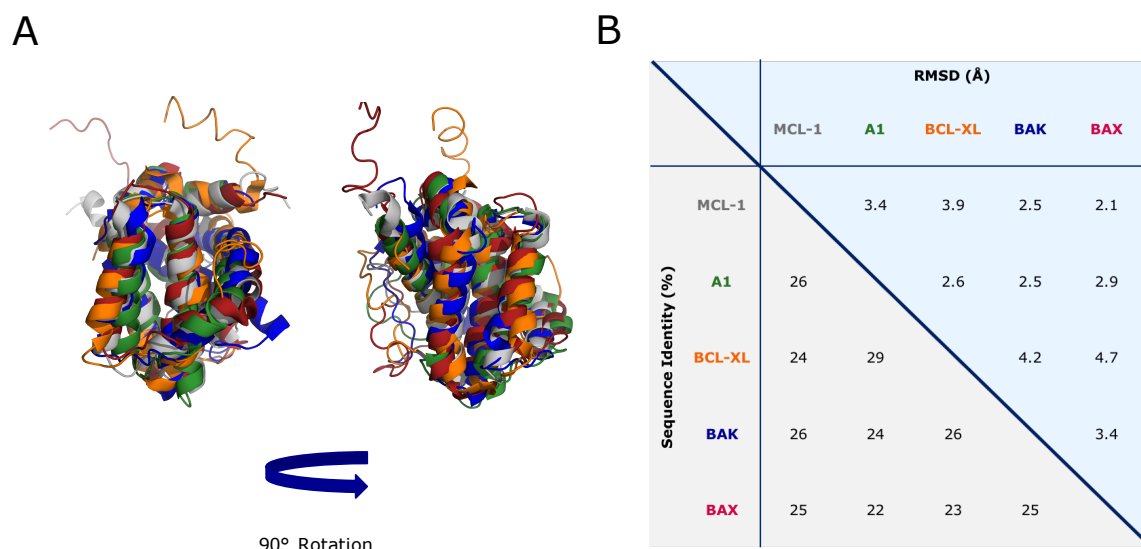 A
B
RMSD (Å)
MCL-1 A1 BCL-XL BAK BAX
Sequence Identity (%)
MCL-1 3.4 3.9 2.5 2.1
A1 26 2.6 2.5 2.9
BCL-XL 24 29 4.2 4.7
BAK 26 24 26 3.4
BAX 25 22 23 25
90° Rotation